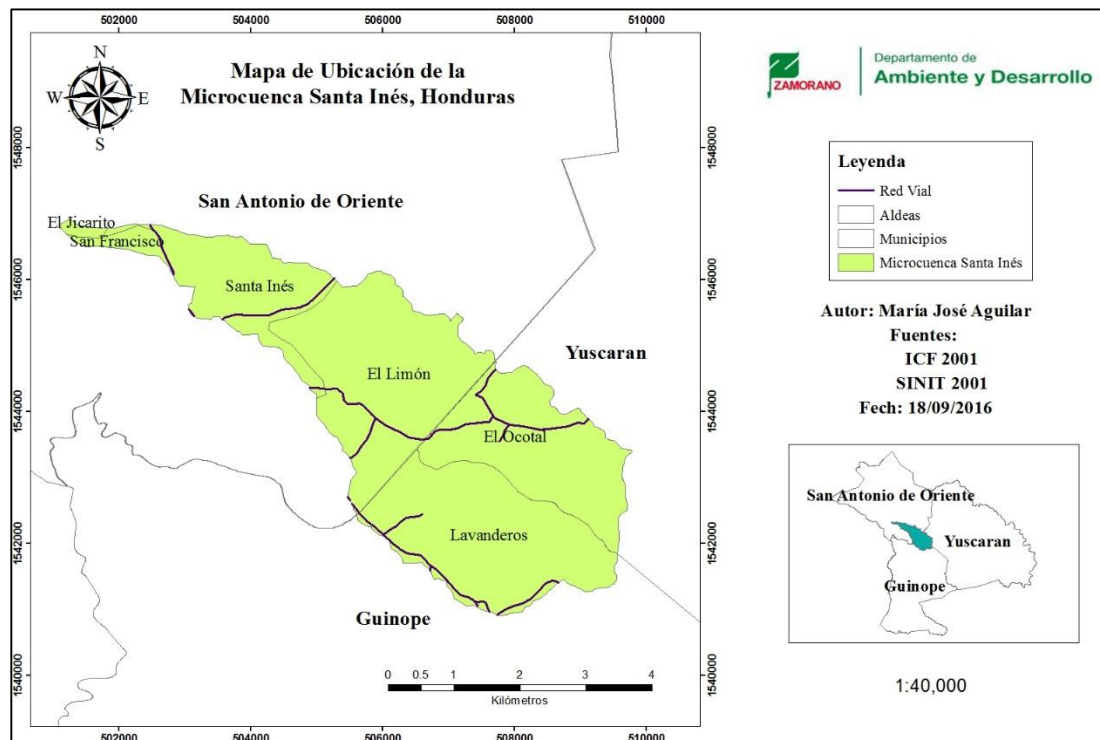 502000 504000 506000 508000 510000
Mapa de Ubicación de la
Microcuenca Santa Inés, Honduras
N
W E
S
1548000
1546000
1544000
1542000
1540000
1548000
1546000
1544000
1542000
1540000
San Antonio de Oriente
El Jicarito
San Francisco
Santa Inés
El Limón
Yuscaran
El Ocotal
Lavanderos
Guinope
0 0.5 1 2 3 4
Kilómetros
502000 504000 506000 508000 510000
ZAMORANO
Departamento de
Ambiente y Desarrollo
Leyenda
Red Vial
Aldeas
Municipios
Microcuenca Santa Inés
Autor: María José Aguilar
Fuentes:
ICF 2001
SINIT 2001
Fech: 18/09/2016
San Antonio de Oriente
Yuscaran
Guinope
1:40,000